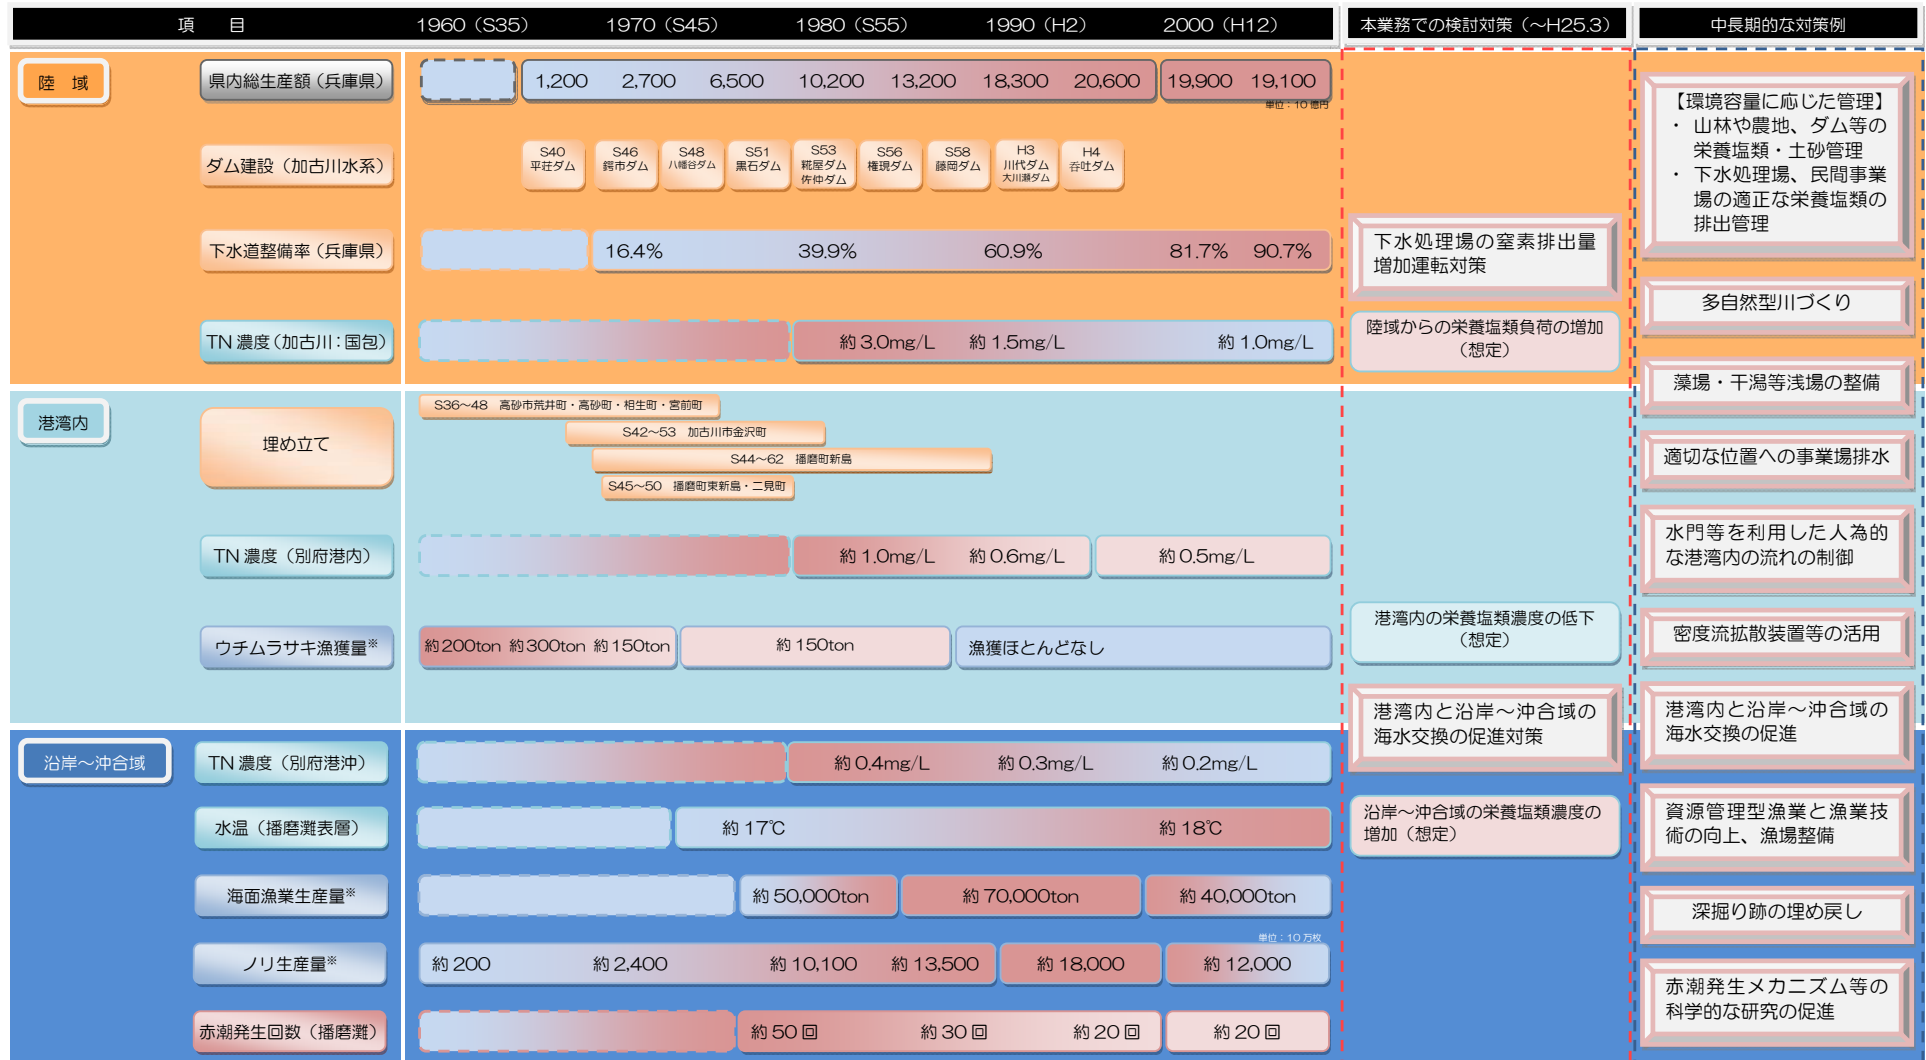 項　目　1960（S35）　1970（S45）　1980（S55）　1990（H2）　2000（H12）　本業務での検討対策（～H25.3）　中長期的な対策例
陸　域
県内総生産額（兵庫県）　1,200　2,700　6,500　10,200　13,200　18,300　20,600　19,900　19,100
単位：10億円
ダム建設（加古川水系）
S40
平荘ダム
S46
鍔市ダム
S48
八幡谷ダム
S51
黒石ダム
S53
糀屋ダム
佐仲ダム
S56
権現ダム
S58
藤岡ダム
H3
川代ダム
大川瀬ダム
H4
呑吐ダム
下水道整備率（兵庫県）　16.4%　39.9%　60.9%　81.7%　90.7%
TN 濃度（加古川：国包）　約 3.0mg/L　約 1.5mg/L　約 1.0mg/L
港湾内
埋め立て
S36～48　高砂市荒井町・高砂町・相生町・宮前町
S42～53　加古川市金沢町
S44～62　播磨町新島
S45～50　播磨町東新島・二見町
TN 濃度（別府港内）　約 1.0mg/L　約 0.6mg/L　約 0.5mg/L
ウチムラサキ漁獲量※　約200ton　約300ton　約150ton　約 150ton　漁獲ほとんどなし
沿岸～沖合域
TN 濃度（別府港沖）　約 0.4mg/L　約 0.3mg/L　約 0.2mg/L
水温（播磨灘表層）　約 17℃　約 18℃
海面漁業生産量※　約 50,000ton　約 70,000ton　約 40,000ton
単位：10 万枚
ノリ生産量※　約 200　約 2,400　約 10,100　約 13,500　約 18,000　約 12,000
赤潮発生回数（播磨灘）　約 50 回　約 30 回　約 20 回　約 20 回
下水処理場の窒素排出量
増加運転対策
陸域からの栄養塩類負荷の増加
（想定）
港湾内の栄養塩類濃度の低下
（想定）
港湾内と沿岸～沖合域の
海水交換の促進対策
沿岸～沖合域の栄養塩類濃度の
増加（想定）
【環境容量に応じた管理】
・ 山林や農地、ダム等の
栄養塩類・土砂管理
・ 下水処理場、民間事業
場の適正な栄養塩類の
排出管理
多自然型川づくり
藻場・干潟等浅場の整備
適切な位置への事業場排水
水門等を利用した人為的
な港湾内の流れの制御
密度流拡散装置等の活用
港湾内と沿岸～沖合域の
海水交換の促進
資源管理型漁業と漁業技
術の向上、漁場整備
深掘り跡の埋め戻し
赤潮発生メカニズム等の
科学的な研究の促進